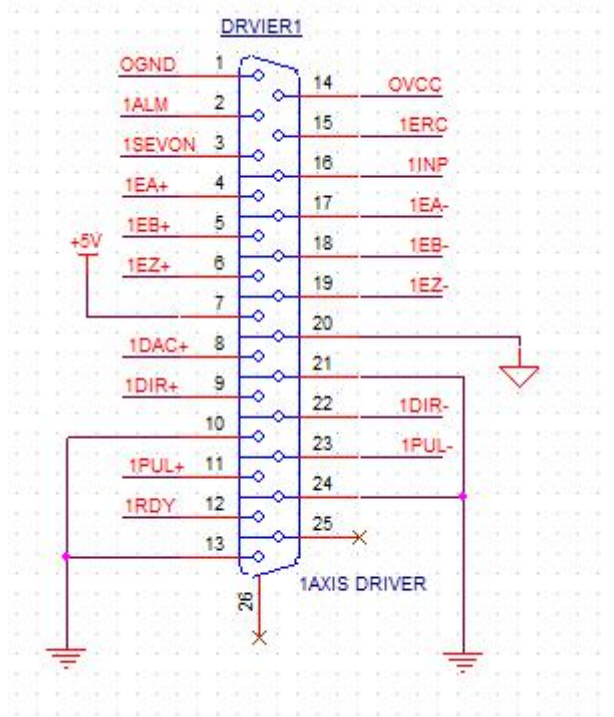 DRVIER1
OGND 1
14 OVCC
1ALM 2
15 1ERC
1SEVON 3
16 1INP
1EA+ 4
17 1EA-
1EB+ 5
18 1EB-
+5V
1EZ+ 6
19 1EZ-
7
20
1DAC+ 8
21
1DIR+ 9
22 1DIR-
10
23 1PUL-
1PUL+ 11
24
1RDY 12
25
13
1AXIS DRIVER
26